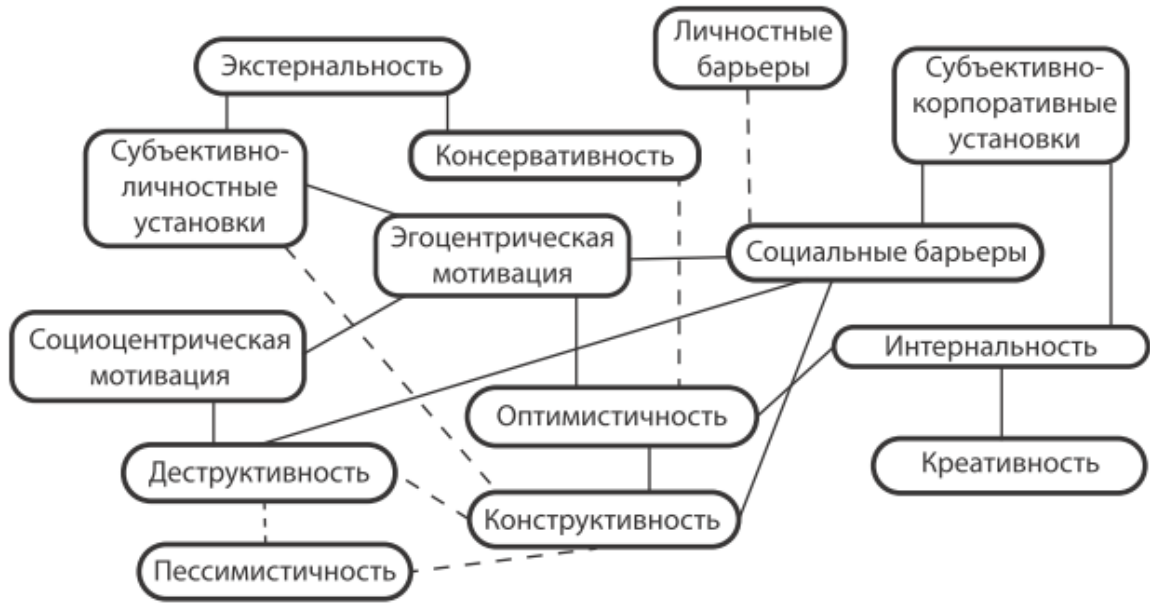 Экстернальность
Личностные
барьеры
Субъективно-
корпоративные
установки
Субъективно-
личностные
установки
Консервативность
Эгоцентрическая
мотивация
Социальные барьеры
Социоцентрическая
мотивация
Интернальность
Оптимистичность
Деструктивность
Креативность
Конструктивность
Пессимистичность